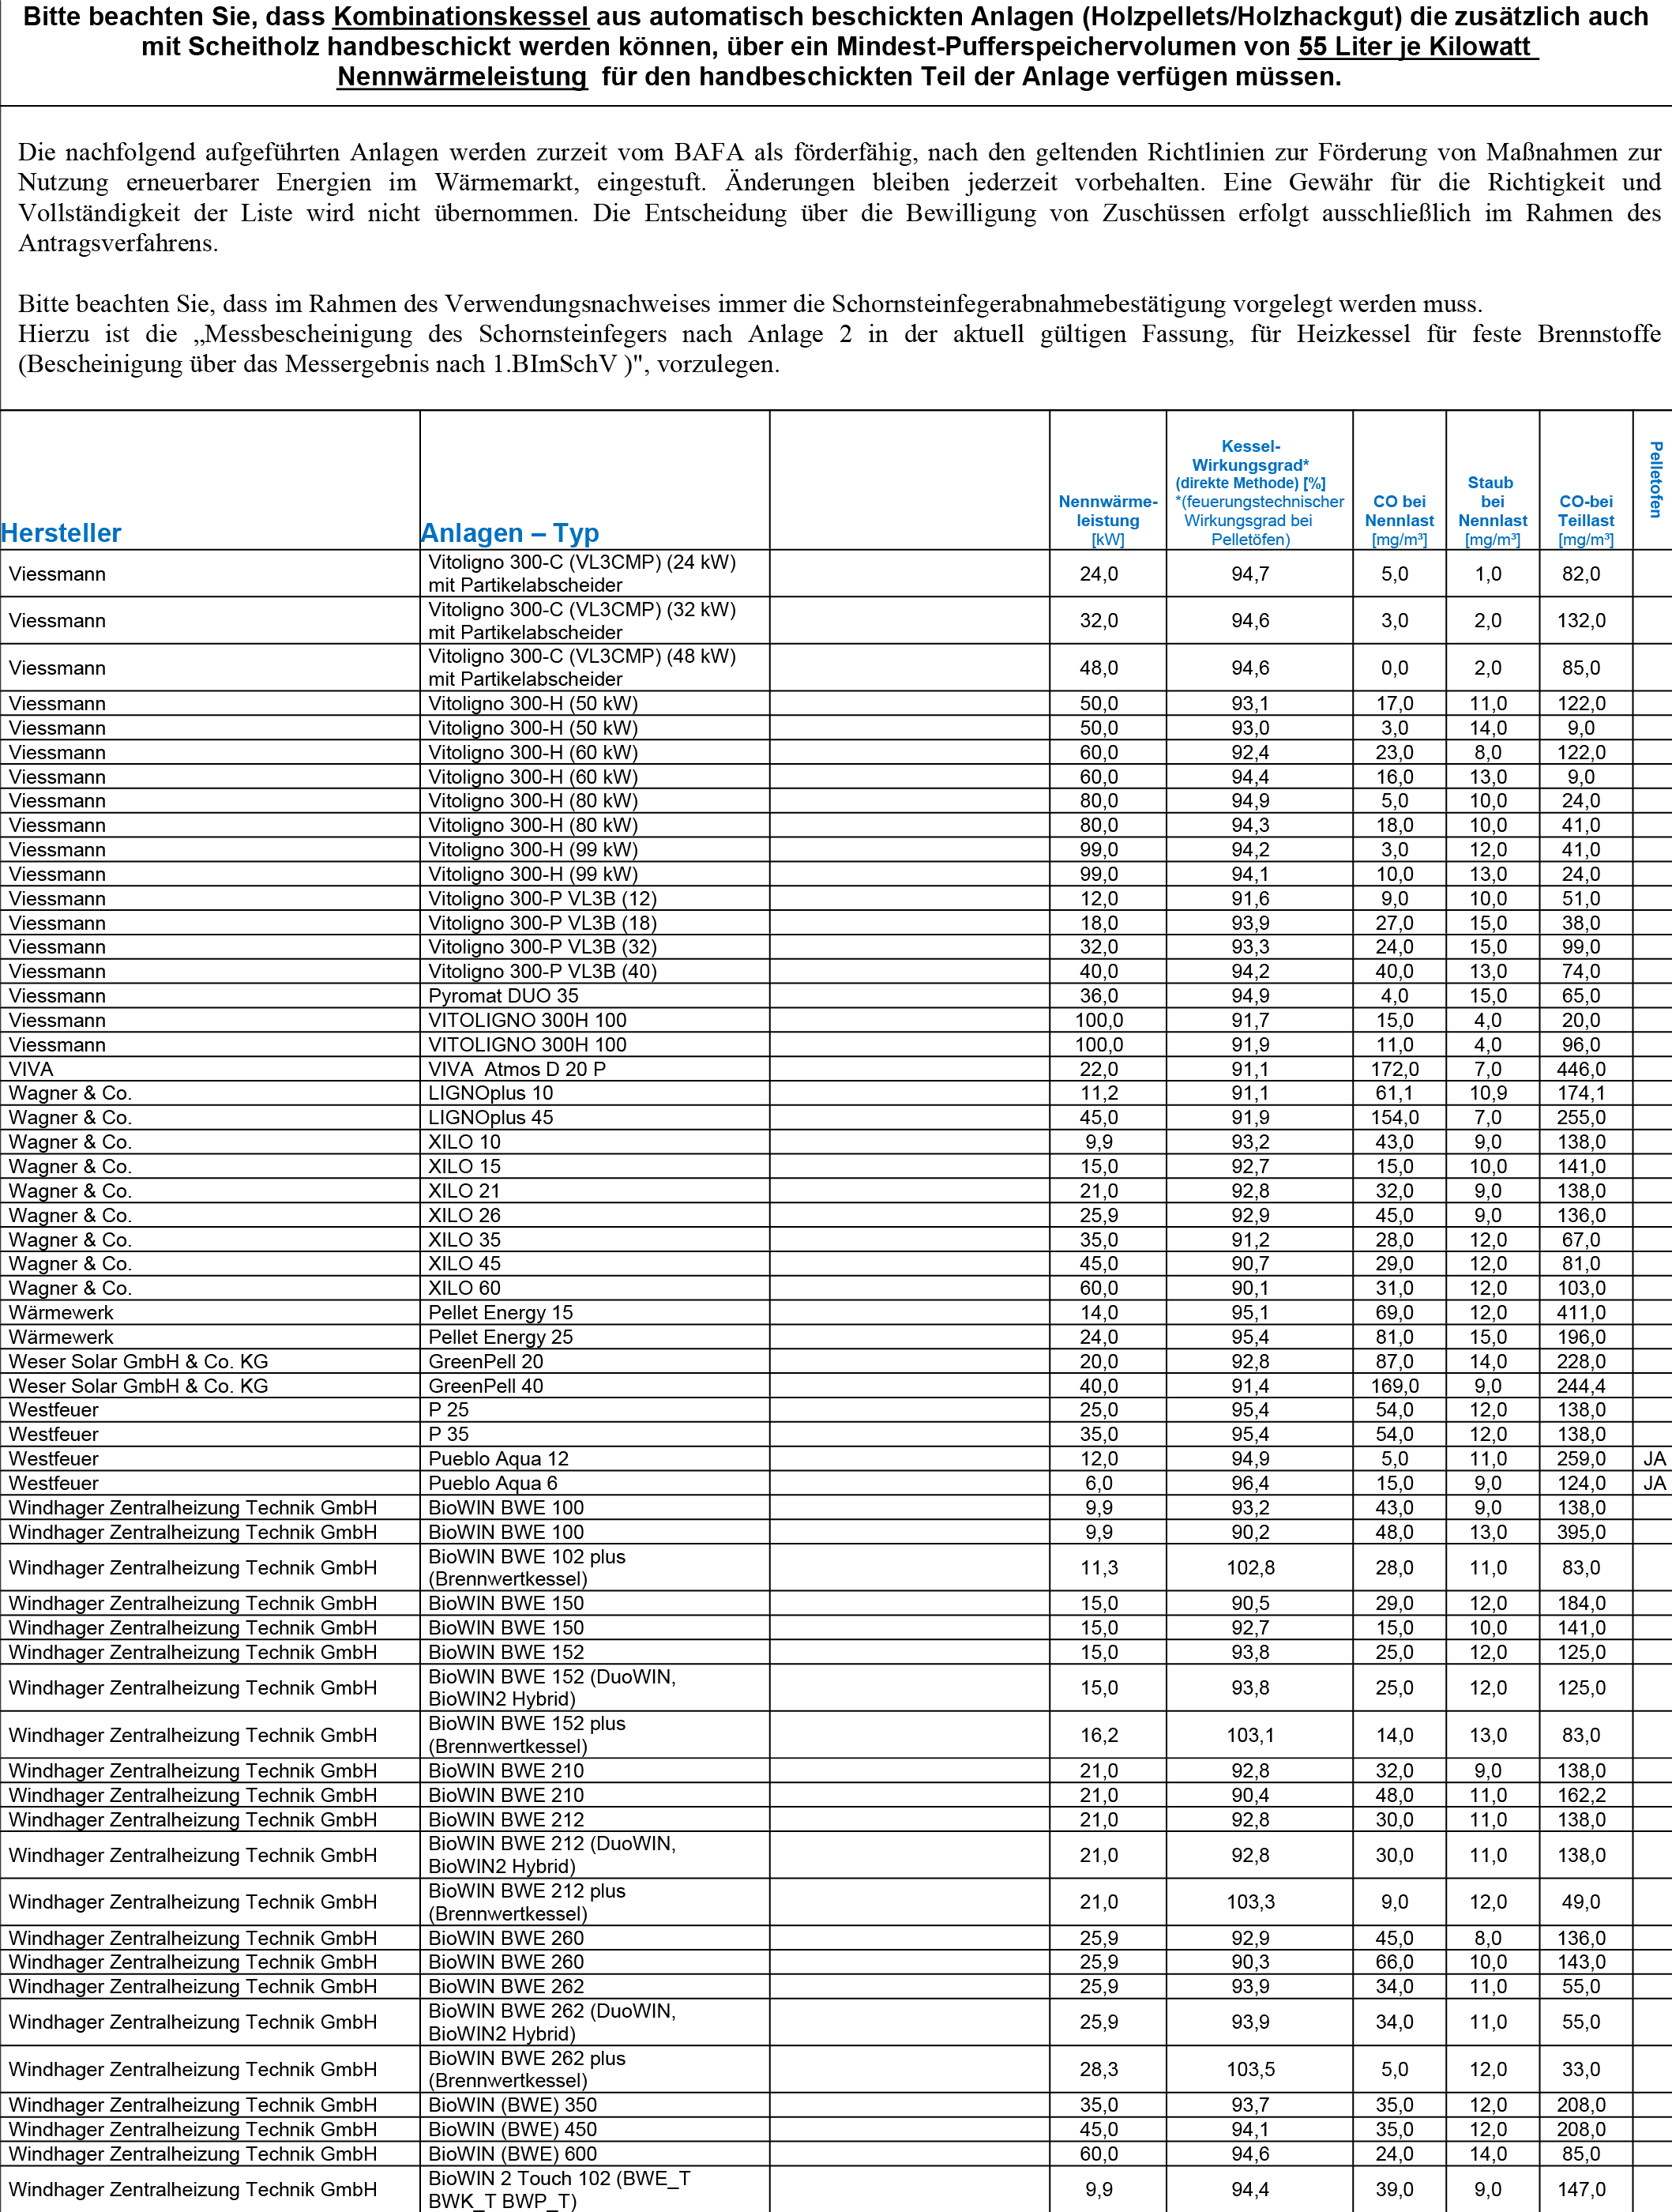 Bitte beachten Sie, dass Kombinationskessel aus automatisch beschickten Anlagen (Holzpellets/Holzhackgut) die zusätzlich auch
mit Scheitholz handbeschickt werden können, über ein Mindest-Pufferspeichervolumen von 55 Liter je Kilowatt
Nennwärmeleistung für den handbeschickten Teil der Anlage verfügen müssen.
Die nachfolgend aufgeführten Anlagen werden zurzeit vom BAFA als förderfähig, nach den geltenden Richtlinien zur Förderung von Maßnahmen zur
Nutzung erneuerbarer Energien im Wärmemarkt, eingestuft. Änderungen bleiben jederzeit vorbehalten. Eine Gewähr für die Richtigkeit und
Vollständigkeit der Liste wird nicht übernommen. Die Entscheidung über die Bewilligung von Zuschüssen erfolgt ausschließlich im Rahmen des
Antragsverfahrens.
Bitte beachten Sie, dass im Rahmen des Verwendungsnachweises immer die Schornsteinfegerabnahmebestätigung vorgelegt werden muss.
Hierzu ist die „Messbescheinigung des Schornsteinfegers nach Anlage 2 in der aktuell gültigen Fassung, für Heizkessel für feste Brennstoffe
(Bescheinigung über das Messergebnis nach 1.BImSchV )", vorzulegen.
Hersteller
Anlagen – Typ
Nennwärme-
leistung
[kW]
Kessel-
Wirkungsgrad*
(direkte Methode) [%]
*(feuerungstechnischer
Wirkungsgrad bei
Pelletöfen)
CO bei
Nennlast
[mg/m³]
Staub
bei
Nennlast
[mg/m³]
CO-bei
Teillast
[mg/m³]
Pelletofen
Viessmann Vitoligno 300-C (VL3CMP) (24 kW)
mit Partikelabscheider 24,0 94,7 5,0 1,0 82,0
Viessmann Vitoligno 300-C (VL3CMP) (32 kW)
mit Partikelabscheider 32,0 94,6 3,0 2,0 132,0
Viessmann Vitoligno 300-C (VL3CMP) (48 kW)
mit Partikelabscheider 48,0 94,6 0,0 2,0 85,0
Viessmann Vitoligno 300-H (50 kW) 50,0 93,1 17,0 11,0 122,0
Viessmann Vitoligno 300-H (50 kW) 50,0 93,0 3,0 14,0 9,0
Viessmann Vitoligno 300-H (60 kW) 60,0 92,4 23,0 8,0 122,0
Viessmann Vitoligno 300-H (60 kW) 60,0 94,4 16,0 13,0 9,0
Viessmann Vitoligno 300-H (80 kW) 80,0 94,9 5,0 10,0 24,0
Viessmann Vitoligno 300-H (80 kW) 80,0 94,3 18,0 10,0 41,0
Viessmann Vitoligno 300-H (99 kW) 99,0 94,2 3,0 12,0 41,0
Viessmann Vitoligno 300-H (99 kW) 99,0 94,1 10,0 13,0 24,0
Viessmann Vitoligno 300-P VL3B (12) 12,0 91,6 9,0 10,0 51,0
Viessmann Vitoligno 300-P VL3B (18) 18,0 93,9 27,0 15,0 38,0
Viessmann Vitoligno 300-P VL3B (32) 32,0 93,3 24,0 15,0 99,0
Viessmann Vitoligno 300-P VL3B (40) 40,0 94,2 40,0 13,0 74,0
Viessmann Pyromat DUO 35 36,0 94,9 4,0 15,0 65,0
Viessmann VITOLIGNO 300H 100 100,0 91,7 15,0 4,0 20,0
Viessmann VITOLIGNO 300H 100 100,0 91,9 11,0 4,0 96,0
VIVA VIVA Atmos D 20 P 22,0 91,1 172,0 7,0 446,0
Wagner & Co. LIGNOplus 10 11,2 91,1 61,1 10,9 174,1
Wagner & Co. LIGNOplus 45 45,0 91,9 154,0 7,0 255,0
Wagner & Co. XILO 10 9,9 93,2 43,0 9,0 138,0
Wagner & Co. XILO 15 15,0 92,7 15,0 10,0 141,0
Wagner & Co. XILO 21 21,0 92,8 32,0 9,0 138,0
Wagner & Co. XILO 26 25,9 92,9 45,0 9,0 136,0
Wagner & Co. XILO 35 35,0 91,2 28,0 12,0 67,0
Wagner & Co. XILO 45 45,0 90,7 29,0 12,0 81,0
Wagner & Co. XILO 60 60,0 90,1 31,0 12,0 103,0
Wärmewerk Pellet Energy 15 14,0 95,1 69,0 12,0 411,0
Wärmewerk Pellet Energy 25 24,0 95,4 81,0 15,0 196,0
Weser Solar GmbH & Co. KG GreenPell 20 20,0 92,8 87,0 14,0 228,0
Weser Solar GmbH & Co. KG GreenPell 40 40,0 91,4 169,0 9,0 244,4
Westfeuer P 25 25,0 95,4 54,0 12,0 138,0
Westfeuer P 35 35,0 95,4 54,0 12,0 138,0
Westfeuer Pueblo Aqua 12 12,0 94,9 5,0 11,0 259,0 JA
Westfeuer Pueblo Aqua 6 6,0 96,4 15,0 9,0 124,0 JA
Windhager Zentralheizung Technik GmbH BioWIN BWE 100 9,9 93,2 43,0 9,0 138,0
Windhager Zentralheizung Technik GmbH BioWIN BWE 100 9,9 90,2 48,0 13,0 395,0
Windhager Zentralheizung Technik GmbH BioWIN BWE 102 plus
(Brennwertkessel) 11,3 102,8 28,0 11,0 83,0
Windhager Zentralheizung Technik GmbH BioWIN BWE 150 15,0 90,5 29,0 12,0 184,0
Windhager Zentralheizung Technik GmbH BioWIN BWE 150 15,0 92,7 15,0 10,0 141,0
Windhager Zentralheizung Technik GmbH BioWIN BWE 152 15,0 93,8 25,0 12,0 125,0
Windhager Zentralheizung Technik GmbH BioWIN BWE 152 (DuoWIN,
BioWIN2 Hybrid) 15,0 93,8 25,0 12,0 125,0
Windhager Zentralheizung Technik GmbH BioWIN BWE 152 plus
(Brennwertkessel) 16,2 103,1 14,0 13,0 83,0
Windhager Zentralheizung Technik GmbH BioWIN BWE 210 21,0 92,8 32,0 9,0 138,0
Windhager Zentralheizung Technik GmbH BioWIN BWE 210 21,0 90,4 48,0 11,0 162,2
Windhager Zentralheizung Technik GmbH BioWIN BWE 212 21,0 92,8 30,0 11,0 138,0
Windhager Zentralheizung Technik GmbH BioWIN BWE 212 (DuoWIN,
BioWIN2 Hybrid) 21,0 92,8 30,0 11,0 138,0
Windhager Zentralheizung Technik GmbH BioWIN BWE 212 plus
(Brennwertkessel) 21,0 103,3 9,0 12,0 49,0
Windhager Zentralheizung Technik GmbH BioWIN BWE 260 25,9 92,9 45,0 8,0 136,0
Windhager Zentralheizung Technik GmbH BioWIN BWE 260 25,9 90,3 66,0 10,0 143,0
Windhager Zentralheizung Technik GmbH BioWIN BWE 262 25,9 93,9 34,0 11,0 55,0
Windhager Zentralheizung Technik GmbH BioWIN BWE 262 (DuoWIN,
BioWIN2 Hybrid) 25,9 93,9 34,0 11,0 55,0
Windhager Zentralheizung Technik GmbH BioWIN BWE 262 plus
(Brennwertkessel) 28,3 103,5 5,0 12,0 33,0
Windhager Zentralheizung Technik GmbH BioWIN (BWE) 350 35,0 93,7 35,0 12,0 208,0
Windhager Zentralheizung Technik GmbH BioWIN (BWE) 450 45,0 94,1 35,0 12,0 208,0
Windhager Zentralheizung Technik GmbH BioWIN (BWE) 600 60,0 94,6 24,0 14,0 85,0
Windhager Zentralheizung Technik GmbH BioWIN 2 Touch 102 (BWE_T
BWK_T BWP_T) 9,9 94,4 39,0 9,0 147,0